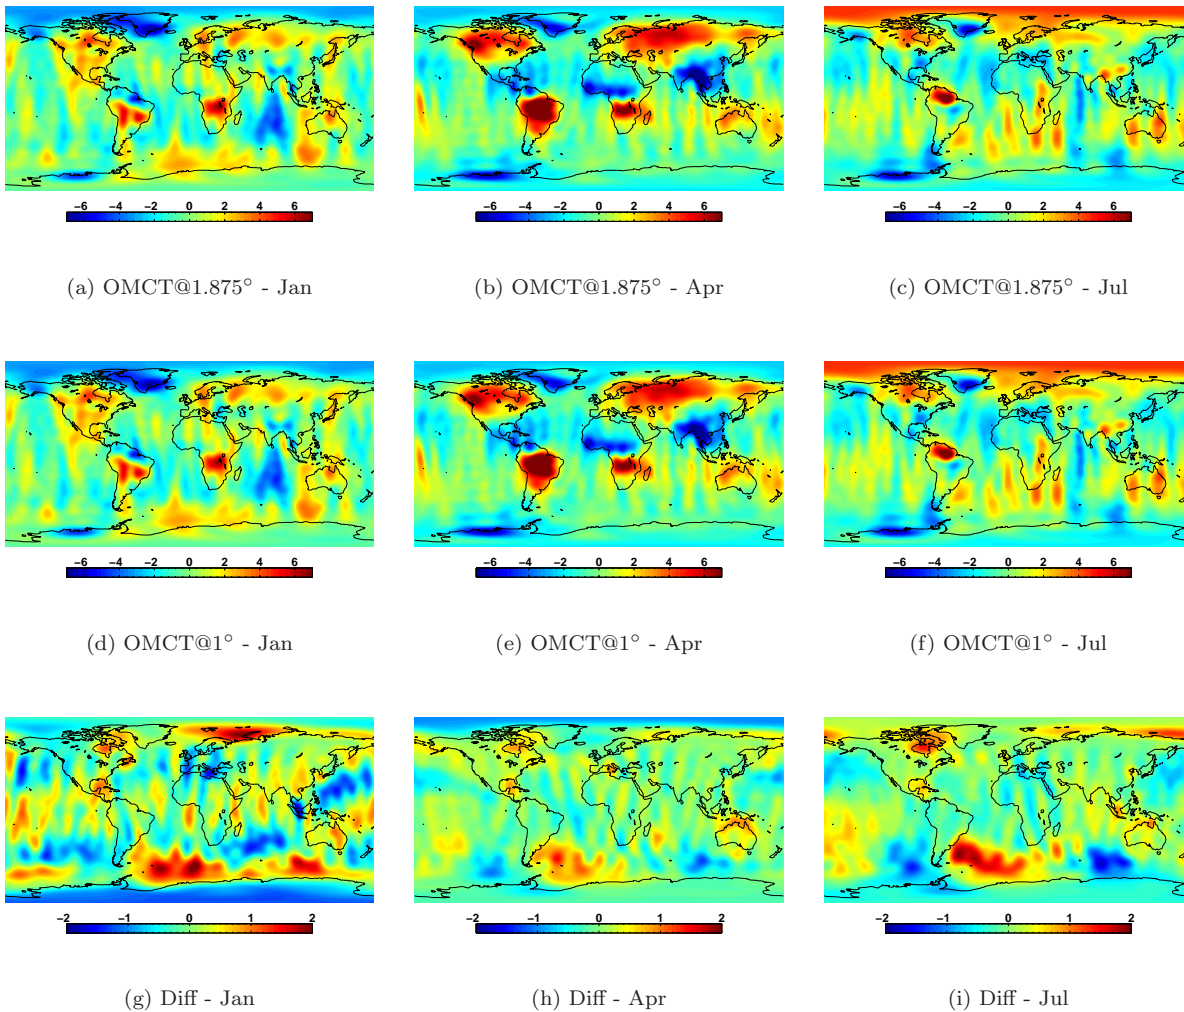 −6 −4 −2 0 2 4 6 −6 −4 −2 0 2 4 6 −6 −4 −2 0 2 4 6
(a) OMCT@1.875° - Jan (b) OMCT@1.875° - Apr (c) OMCT@1.875° - Jul
−6 −4 −2 0 2 4 6 −6 −4 −2 0 2 4 6 −6 −4 −2 0 2 4 6
(d) OMCT@1° - Jan (e) OMCT@1° - Apr (f) OMCT@1° - Jul
−2 −1 0 1 2 −2 −1 0 1 2 −2 −1 0 1 2
(g) Diff - Jan (h) Diff - Apr (i) Diff - Jul